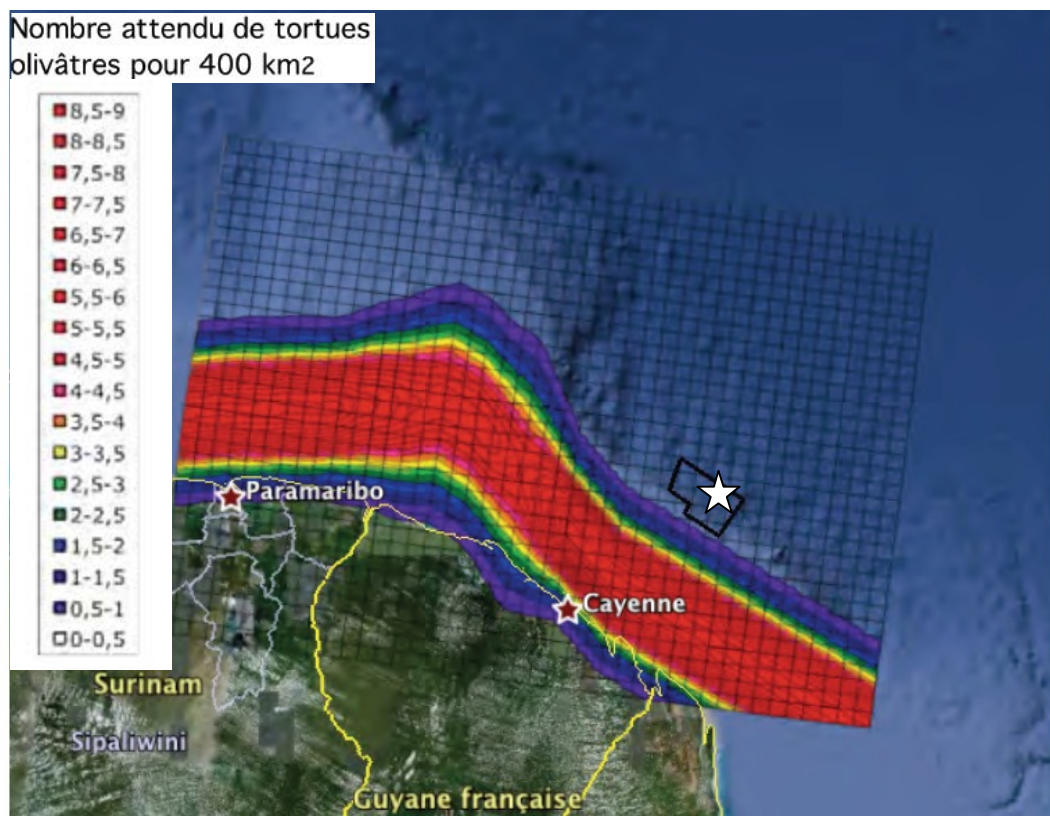 Nombre attendu de tortues
olivâtres pour 400 km2
8,5-9
8-8,5
7,5-8
7-7,5
6,5-7
6-6,5
5,5-6
5-5,5
4,5-5
4-4,5
3,5-4
3-3,5
2,5-3
2-2,5
1,5-2
1-1,5
0,5-1
0-0,5
Paramaribo
Cayenne
Surinam
Sipaliwini
Guyane française